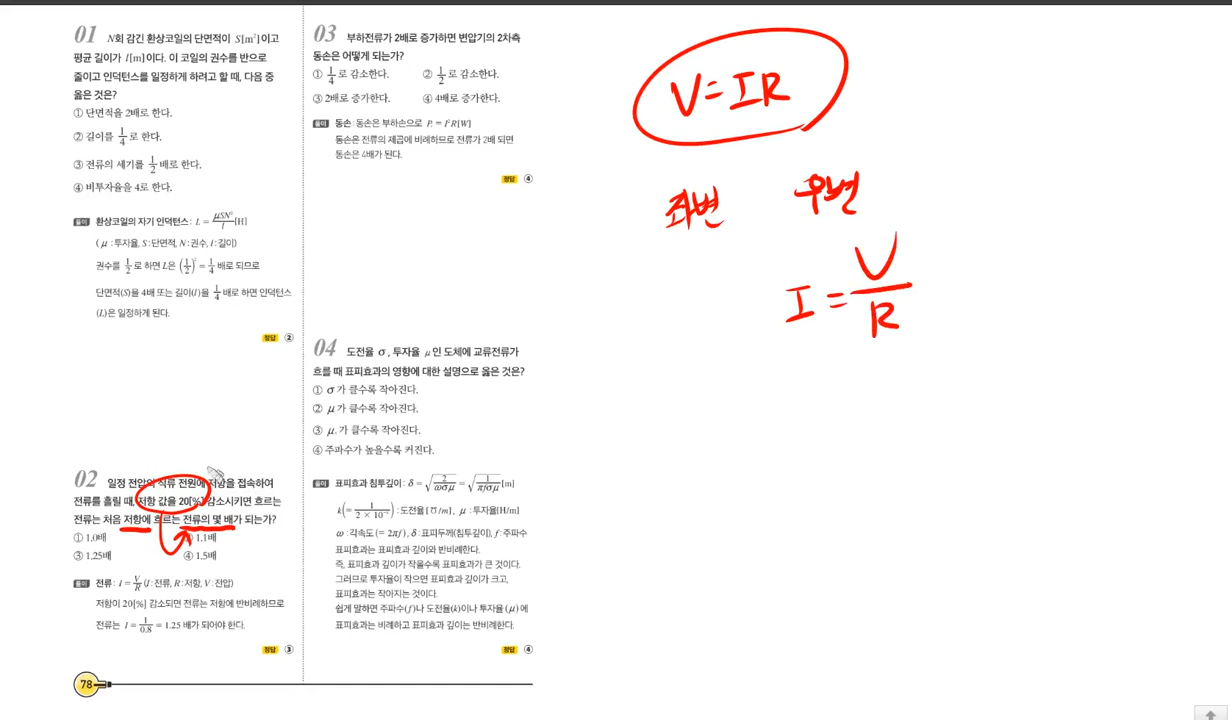 01 N회 감긴 환상코일의 단면적이 S[m²]이고
평균 길이가 l[m]이다. 이 코일의 권수를 반으로
줄이고 인덕턴스를 일정하게 하려고 할 때, 다음 중
옳은 것은?
① 단면적을 2배로 한다.
② 길이를 1/4로 한다.
③ 전류의 세기를 1/2배로 한다.
④ 비투자율을 4로 한다.
풀이 환상코일의 자기 인덕턴스 : L = μSN²/l [H]
(μ : 투자율, S : 단면적, N : 권수, l : 길이)
권수를 1/2로 하면 L은 (1/2)² = 1/4 배로 되므로
단면적(S)을 4배 또는 길이(l)을 1/4 배로 하면 인덕턴스
(L)은 일정하게 된다.
정답 ②
02 일정 전압의 직류 전원에 저항을 접속하여
전류를 흘릴 때, 저항 값을 20[%] 감소시키면 흐르는
전류는 처음 저항에 흐르는 전류의 몇 배가 되는가?
① 1.0배 ② 1.1배
③ 1.25배 ④ 1.5배
풀이 전류 : I = V/R (I : 전류, R : 저항, V : 전압)
저항이 20[%] 감소되면 전류는 저항에 반비례하므로
전류는 I = 1/0.8 = 1.25 배가 되어야 한다.
정답 ③
78
03 부하전류가 2배로 증가하면 변압기의 2차측
동손은 어떻게 되는가?
① 1/4로 감소한다. ② 1/2로 감소한다.
③ 2배로 증가한다. ④ 4배로 증가한다.
풀이 동손 : 동손은 부하손으로 P = I²R[W]
동손은 전류의 제곱에 비례하므로 전류가 2배 되면
동손은 4배가 된다.
정답 ④
04 도전율 σ, 투자율 μ인 도체에 교류전류가
흐를 때 표피효과의 영향에 대한 설명으로 옳은 것은?
① σ가 클수록 작아진다.
② μ가 클수록 작아진다.
③ μ가 클수록 작아진다.
④ 주파수가 높을수록 커진다.
풀이 표피효과 침투깊이 : δ = √(2/ωσμ) = √(1/πfσμ) [m]
k(= 1/2 × 10) : 도전율[℧/m], μ : 투자율[H/m]
ω : 각속도(= 2πf), δ : 표피두께(침투깊이), f : 주파수
표피효과는 표피효과 깊이와 반비례한다.
즉, 표피효과 깊이가 작을수록 표피효과가 큰 것이다.
그러므로 투자율이 작으면 표피효과 깊이가 크고,
표피효과는 작아지는 것이다.
쉽게 말하면 주파수(f)나 도전율(k)이나 투자율(μ)에
표피효과는 비례하고 표피효과 깊이는 반비례한다.
정답 ④
V = IR
좌변 우변
I = V/R